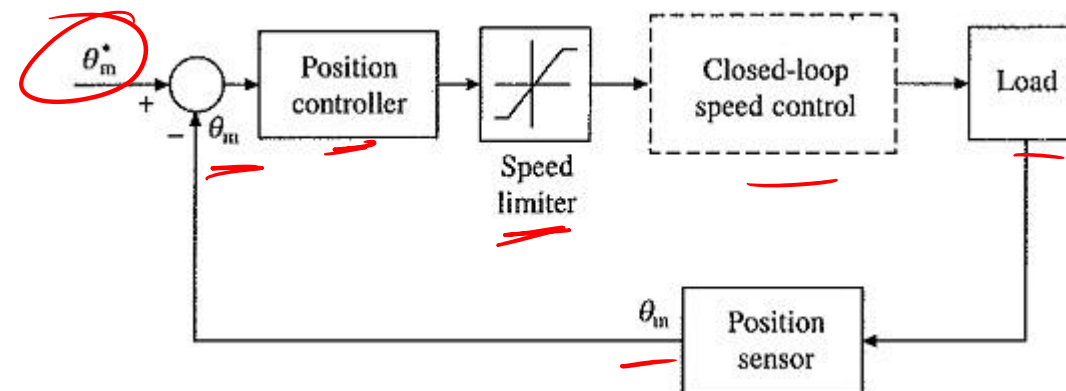 θ*m
+
−
θm
Position
controller
Speed
limiter
Closed-loop
speed control
Load
θm
Position
sensor